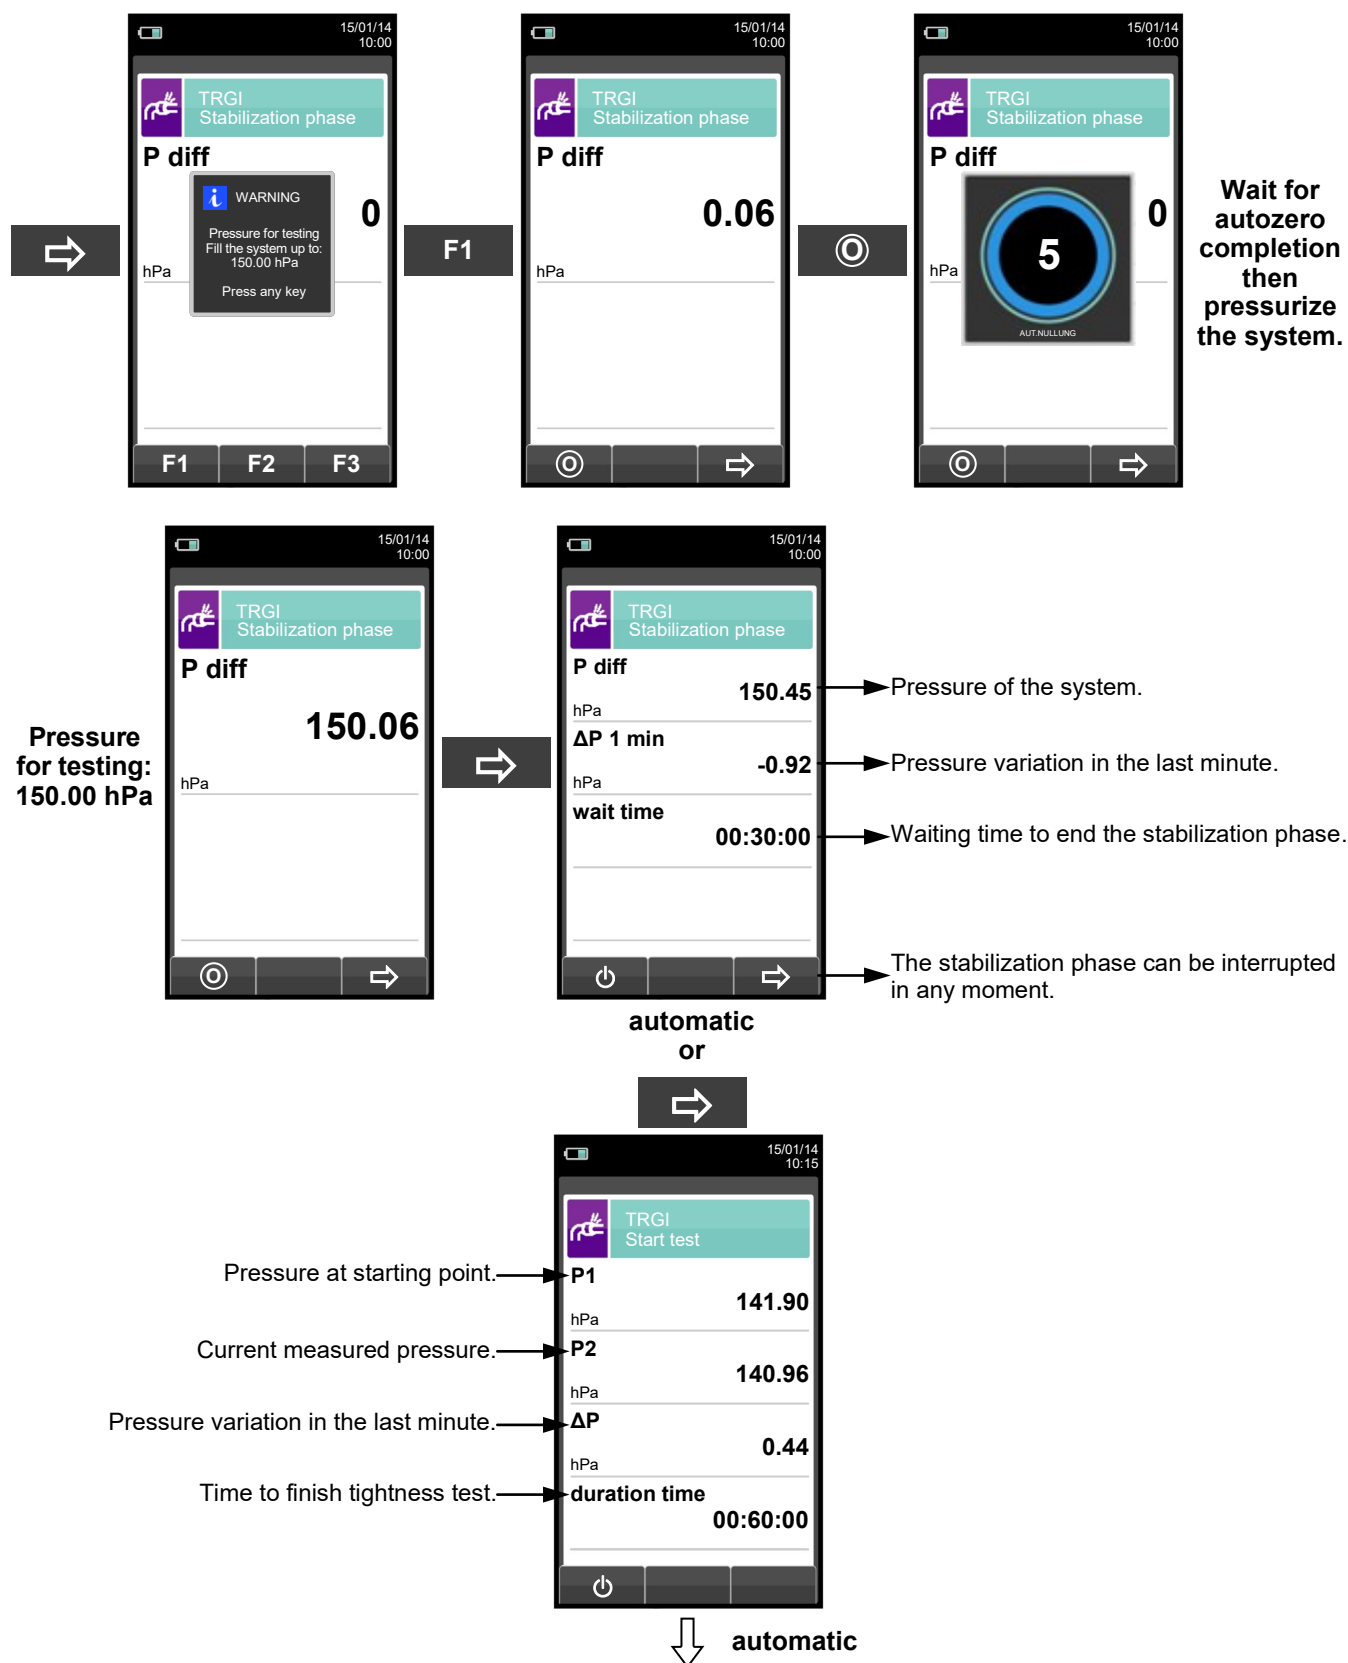 15/01/14
10:00
TRGI
Stabilization phase
P diff
WARNING
Pressure for testing
Fill the system up to:
150.00 hPa
Press any key
0
hPa
F1 F2 F3
F1
15/01/14
10:00
TRGI
Stabilization phase
P diff
0.06
hPa
15/01/14
10:00
TRGI
Stabilization phase
P diff
5
AUT.NULLUNG
0
hPa
Wait for
autozero
completion
then
pressurize
the system.
Pressure
for testing:
150.00 hPa
15/01/14
10:00
TRGI
Stabilization phase
P diff
150.06
hPa
15/01/14
10:00
TRGI
Stabilization phase
P diff
150.45
hPa
ΔP 1 min
-0.92
hPa
wait time
00:30:00
Pressure of the system.
Pressure variation in the last minute.
Waiting time to end the stabilization phase.
The stabilization phase can be interrupted
in any moment.
automatic
or
15/01/14
10:15
TRGI
Start test
Pressure at starting point.
P1
141.90
hPa
Current measured pressure.
P2
140.96
hPa
Pressure variation in the last minute.
ΔP
0.44
hPa
Time to finish tightness test.
duration time
00:60:00
automatic